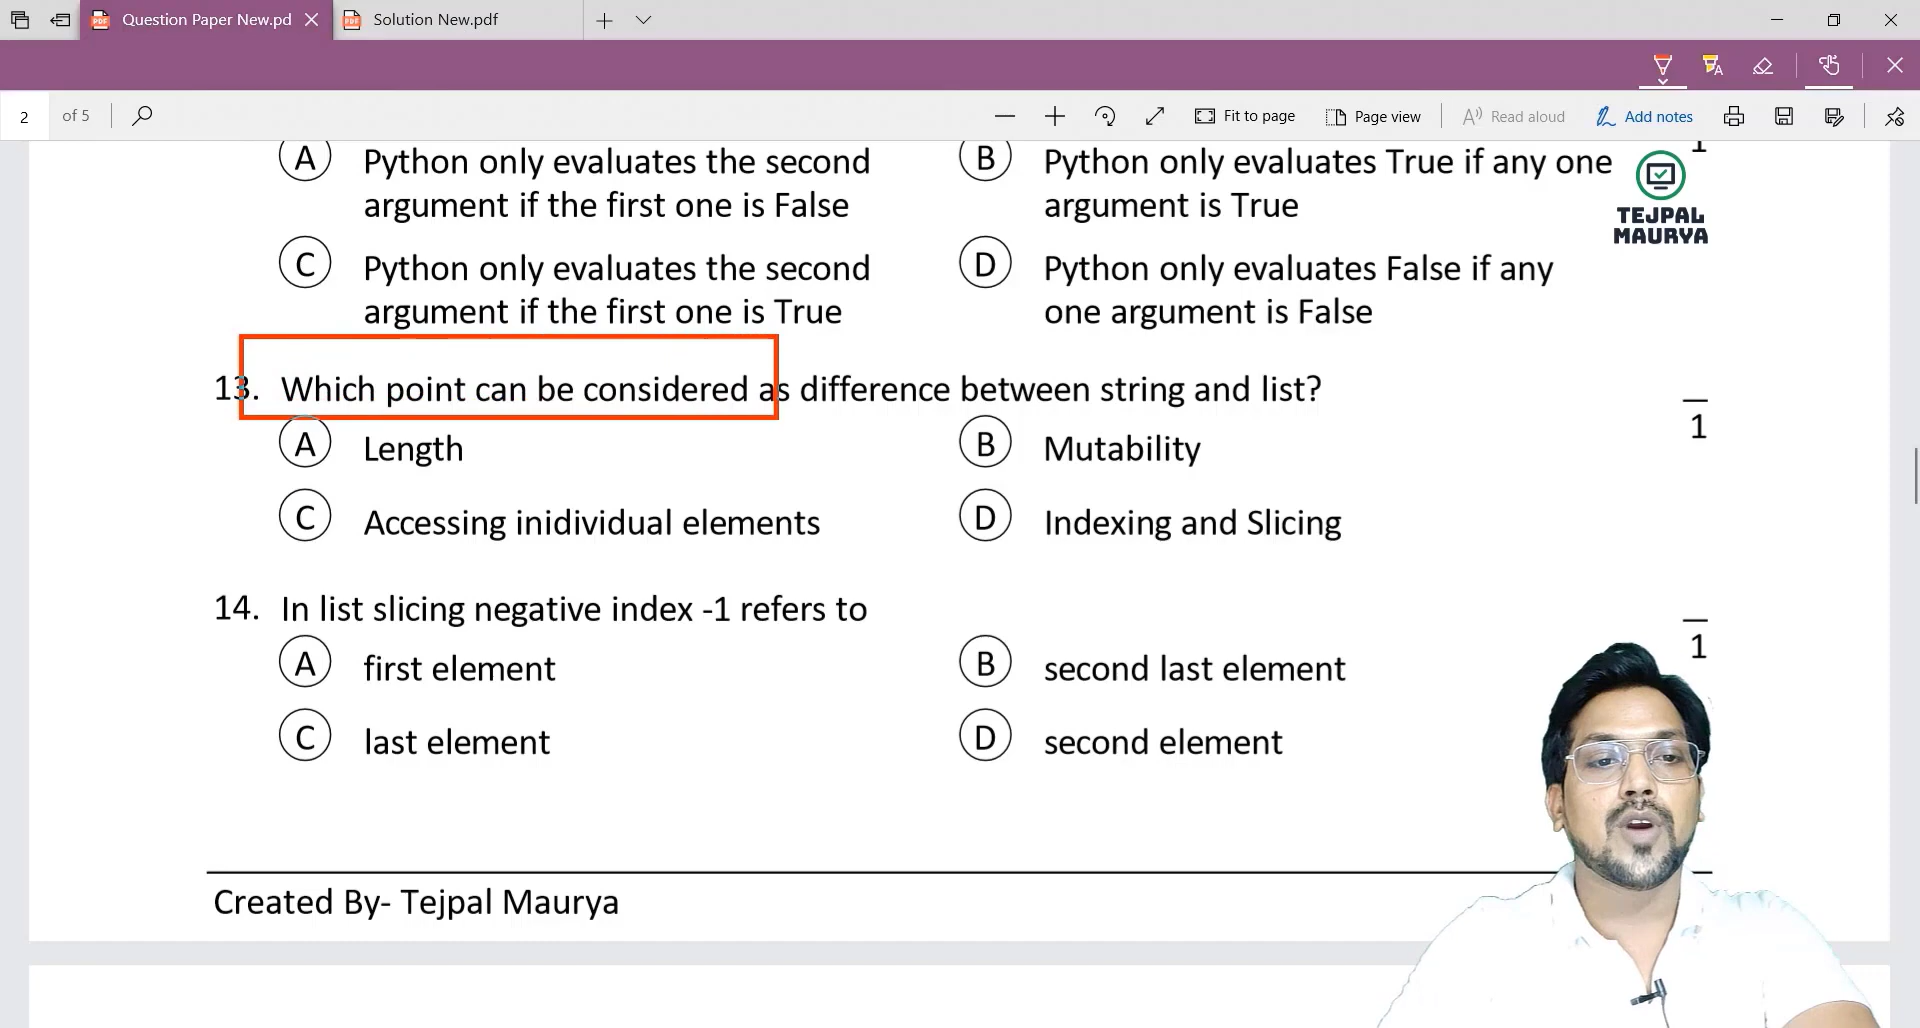 Question Paper New.pd
Solution New.pdf
2 of 5
Fit to page
Page view
Read aloud
Add notes
1
A Python only evaluates the second argument if the first one is False
B Python only evaluates True if any one argument is True
TEJPAL
MAURYA
C Python only evaluates the second argument if the first one is True
D Python only evaluates False if any one argument is False
13. Which point can be considered as difference between string and list?
1
A Length
B Mutability
C Accessing inidividual elements
D Indexing and Slicing
14. In list slicing negative index -1 refers to
1
A first element
B second last element
C last element
D second element
Created By- Tejpal Maurya